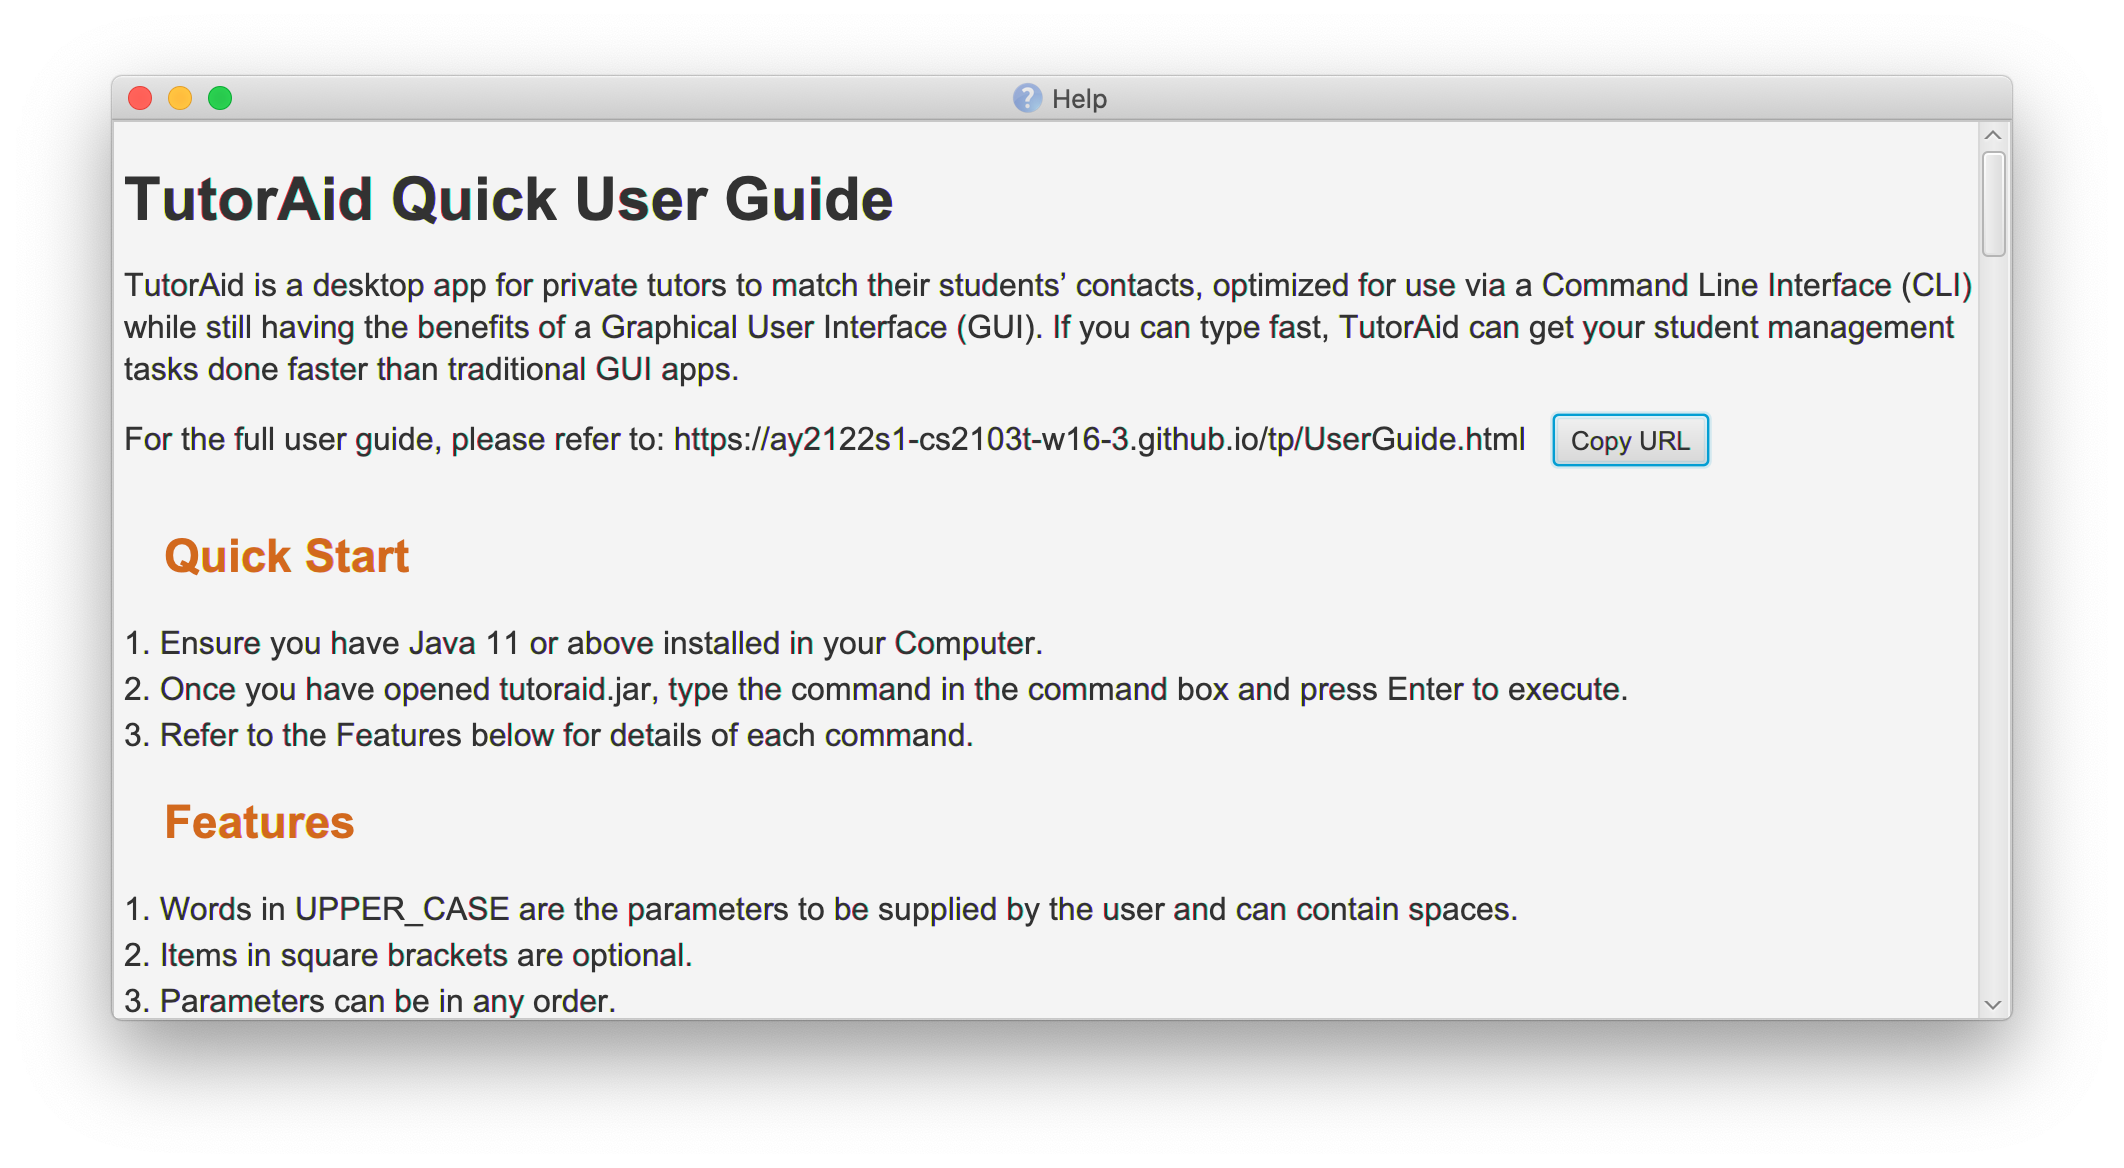 Help
TutorAid Quick User Guide
TutorAid is a desktop app for private tutors to match their students’ contacts, optimized for use via a Command Line Interface (CLI)
while still having the benefits of a Graphical User Interface (GUI). If you can type fast, TutorAid can get your student management
tasks done faster than traditional GUI apps.
For the full user guide, please refer to: https://ay2122s1-cs2103t-w16-3.github.io/tp/UserGuide.html Copy URL
Quick Start
1. Ensure you have Java 11 or above installed in your Computer.
2. Once you have opened tutoraid.jar, type the command in the command box and press Enter to execute.
3. Refer to the Features below for details of each command.
Features
1. Words in UPPER_CASE are the parameters to be supplied by the user and can contain spaces.
2. Items in square brackets are optional.
3. Parameters can be in any order.